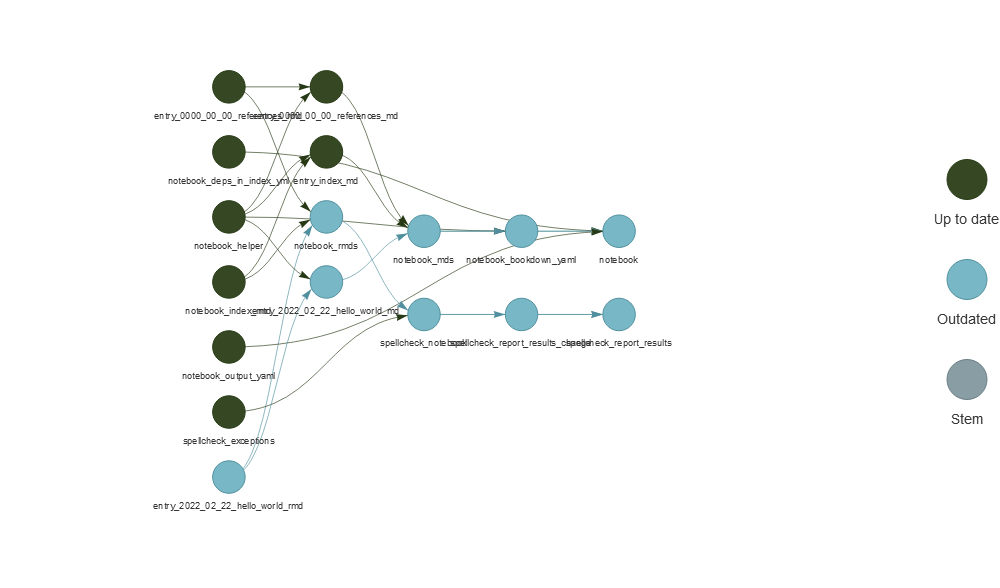 entry_0000_00_00_references_rmd
entry_0000_00_00_references_md
notebook_deps_in_index_yml
entry_index_md
Up to date
notebook_helper
notebook_rmds
notebook_mds
notebook_bookdown_yaml
notebook
notebook_index_rmd
entry_2022_02_22_hello_world_md
Outdated
spellcheck_notebook
spellcheck_report_results_change
spellcheck_report_results
notebook_output_yaml
Stem
spellcheck_exceptions
entry_2022_02_22_hello_world_rmd